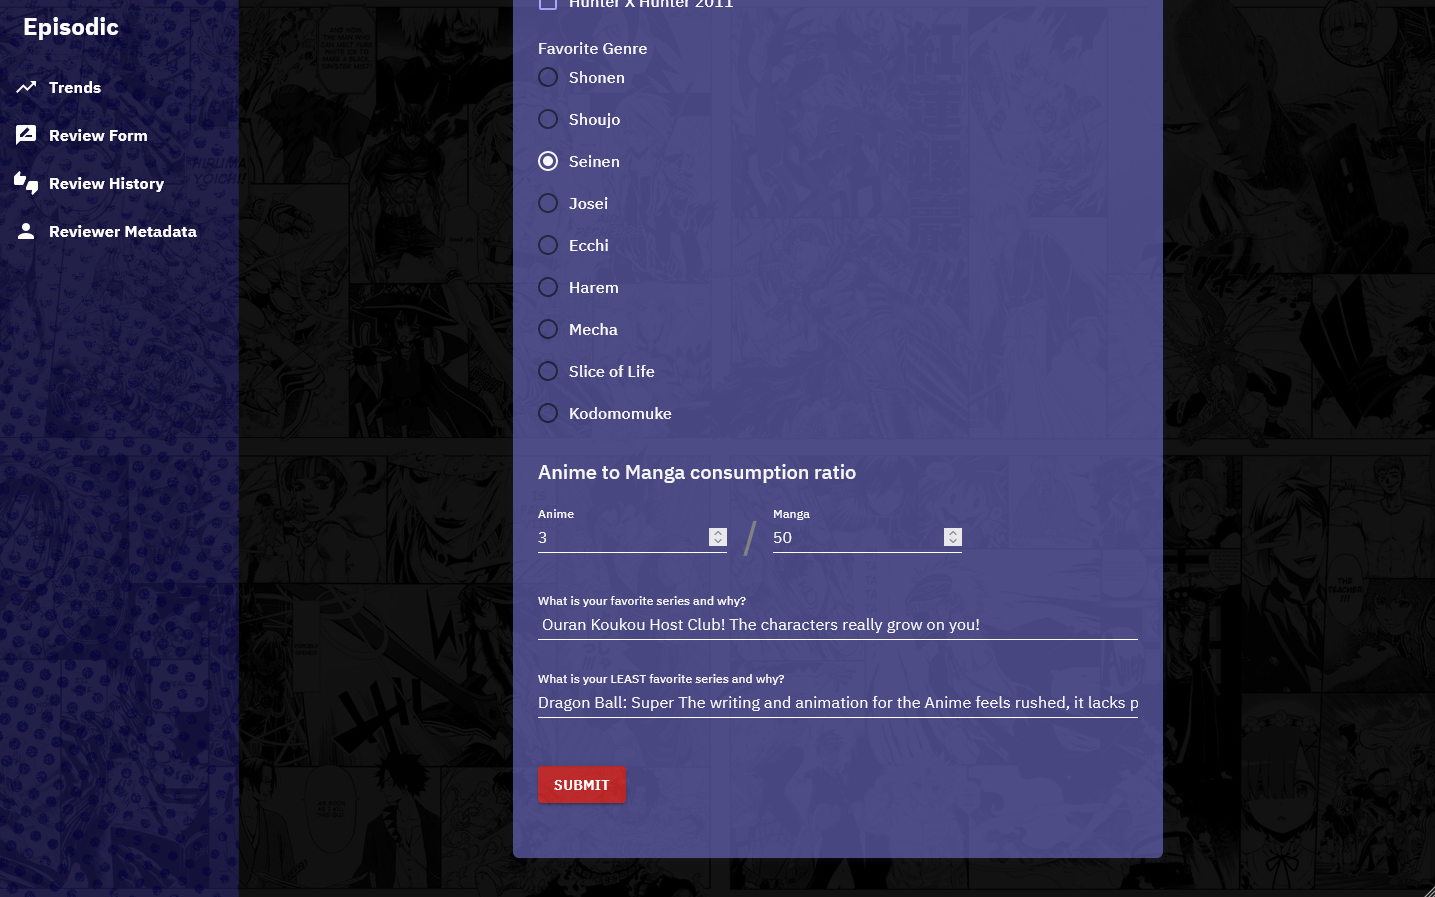 Episodic
Trends
Review Form
Review History
Reviewer Metadata
Hunter X Hunter 2011
Favorite Genre
Shonen
Shoujo
Seinen
Josei
Ecchi
Harem
Mecha
Slice of Life
Kodomomuke
Anime to Manga consumption ratio
Anime
3
/
Manga
50
What is your favorite series and why?
Ouran Koukou Host Club! The characters really grow on you!
What is your LEAST favorite series and why?
Dragon Ball: Super The writing and animation for the Anime feels rushed, it lacks p
SUBMIT